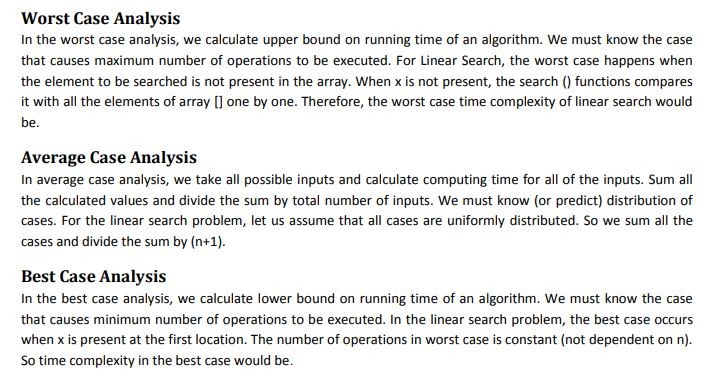 Worst Case Analysis
In the worst case analysis, we calculate upper bound on running time of an algorithm. We must know the case
that causes maximum number of operations to be executed. For Linear Search, the worst case happens when
the element to be searched is not present in the array. When x is not present, the search () functions compares
it with all the elements of array [] one by one. Therefore, the worst case time complexity of linear search would
be.
Average Case Analysis
In average case analysis, we take all possible inputs and calculate computing time for all of the inputs. Sum all
the calculated values and divide the sum by total number of inputs. We must know (or predict) distribution of
cases. For the linear search problem, let us assume that all cases are uniformly distributed. So we sum all the
cases and divide the sum by (n+1).
Best Case Analysis
In the best case analysis, we calculate lower bound on running time of an algorithm. We must know the case
that causes minimum number of operations to be executed. In the linear search problem, the best case occurs
when x is present at the first location. The number of operations in worst case is constant (not dependent on n).
So time complexity in the best case would be.